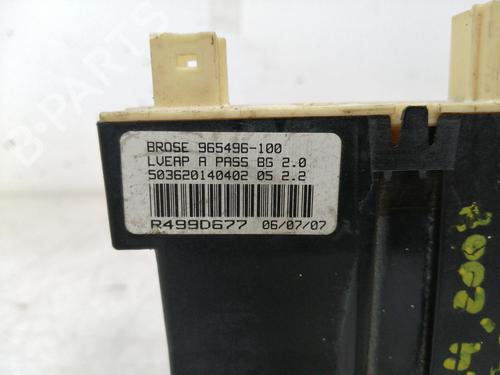 BROSE 965496-100
LVEAP A PASS BG 2.0
503620140402 05 2.2
R499D677 06/07/07
B-PARTS